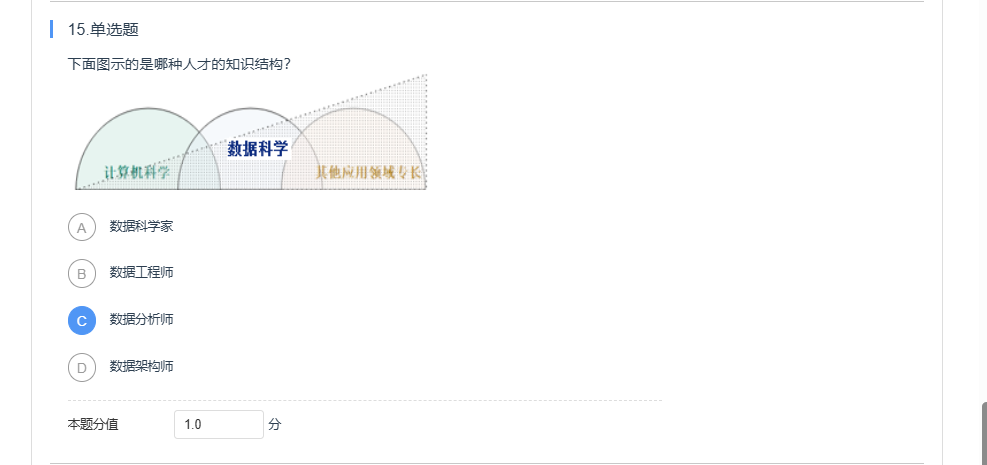 15.单选题
下面图示的是哪种人才的知识结构?
数据科学
计算机科学
其他应用领域专长
A 数据科学家
B 数据工程师
C 数据分析师
D 数据架构师
本题分值 1.0 分